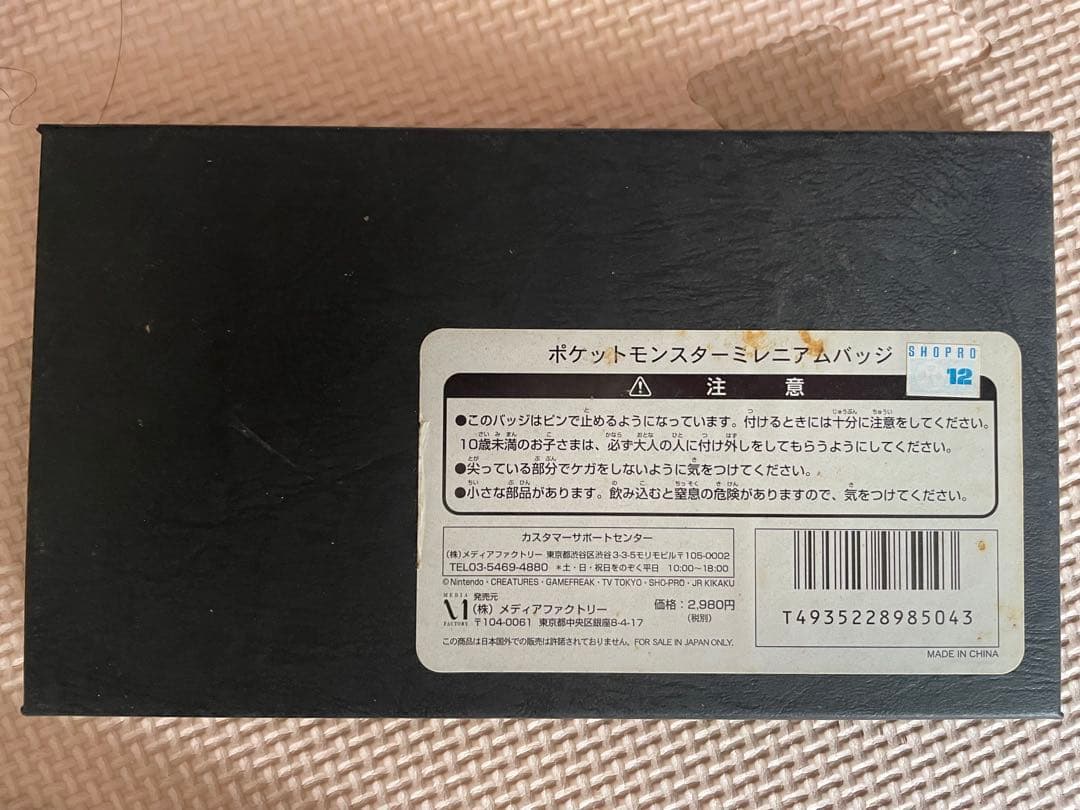 ポケットモンスターミレニアムバッジ
SHOPRO
12
注 意
●このバッジはピンで止めるようになっています。付けるときには十分に注意をしてください。
10歳未満のお子さまは、必ず大人の人に付け外しをしてもらうようにしてください。
●尖っている部分でケガをしないように気をつけてください。
●小さな部品があります。飲み込むと窒息の危険がありますので、気をつけてください。
カスタマーサポートセンター
(株)メディアファクトリー 東京都渋谷区渋谷3-3-5モリモビル〒105-0002
TEL03-5469-4880 *土・日・祝日をのぞく平日 10:00〜18:00
©Nintendo・CREATURES・GAMEFREAK・TV TOKYO・SHO-PRO・JR KIKAKU
MEDIA FACTORY
発売元
(株)メディアファクトリー
〒104-0061 東京都中央区銀座8-4-17
価格:2,980円
(税別)
この商品は日本国外での販売は許諾されておりません。FOR SALE IN JAPAN ONLY.
T4935228985043
MADE IN CHINA